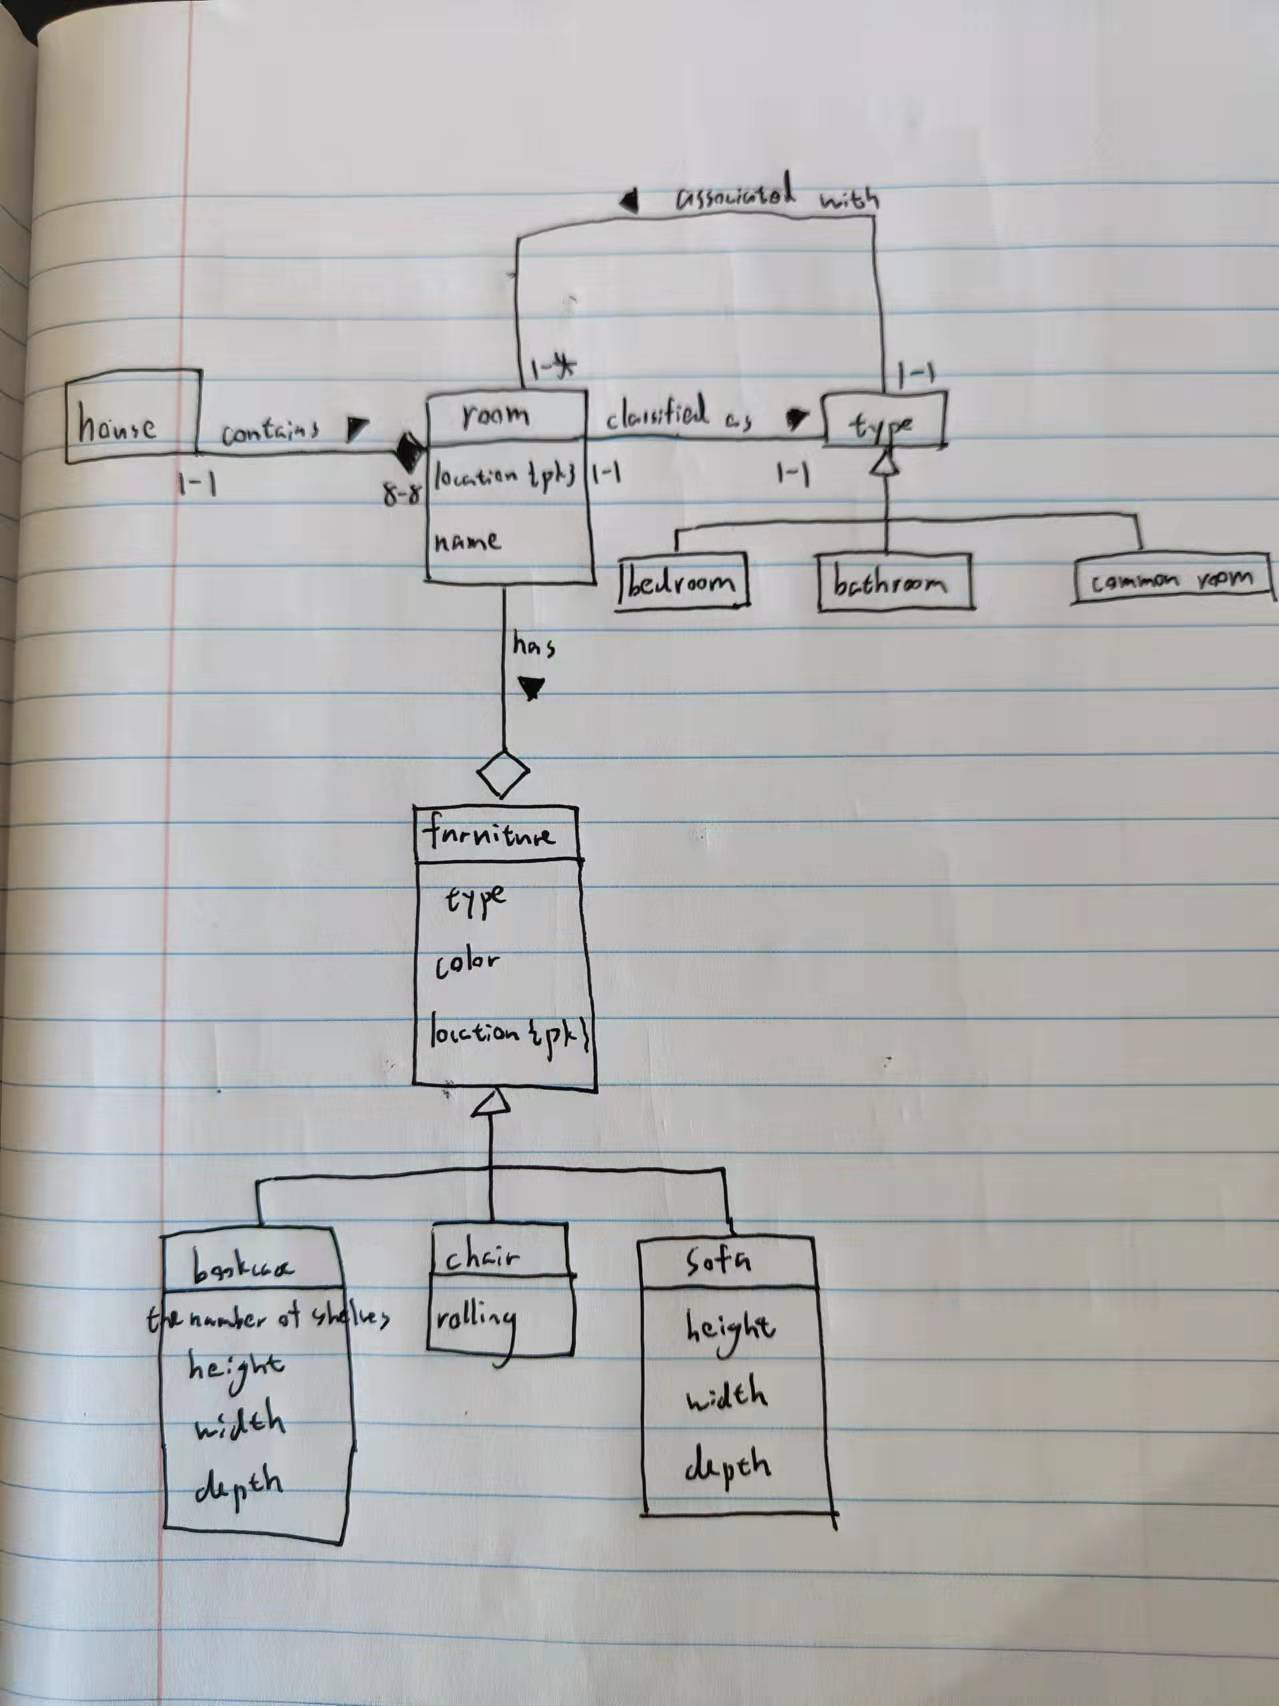 associated with
1-*
1-1
house
contains
1-1
8-8
room
location {pk}
name
classified as
1-1
1-1
type
bedroom
bathroom
common room
has
furniture
type
color
location {pk}
the number of shelves
height
width
depth
chair
rolling
sofa
height
width
depth